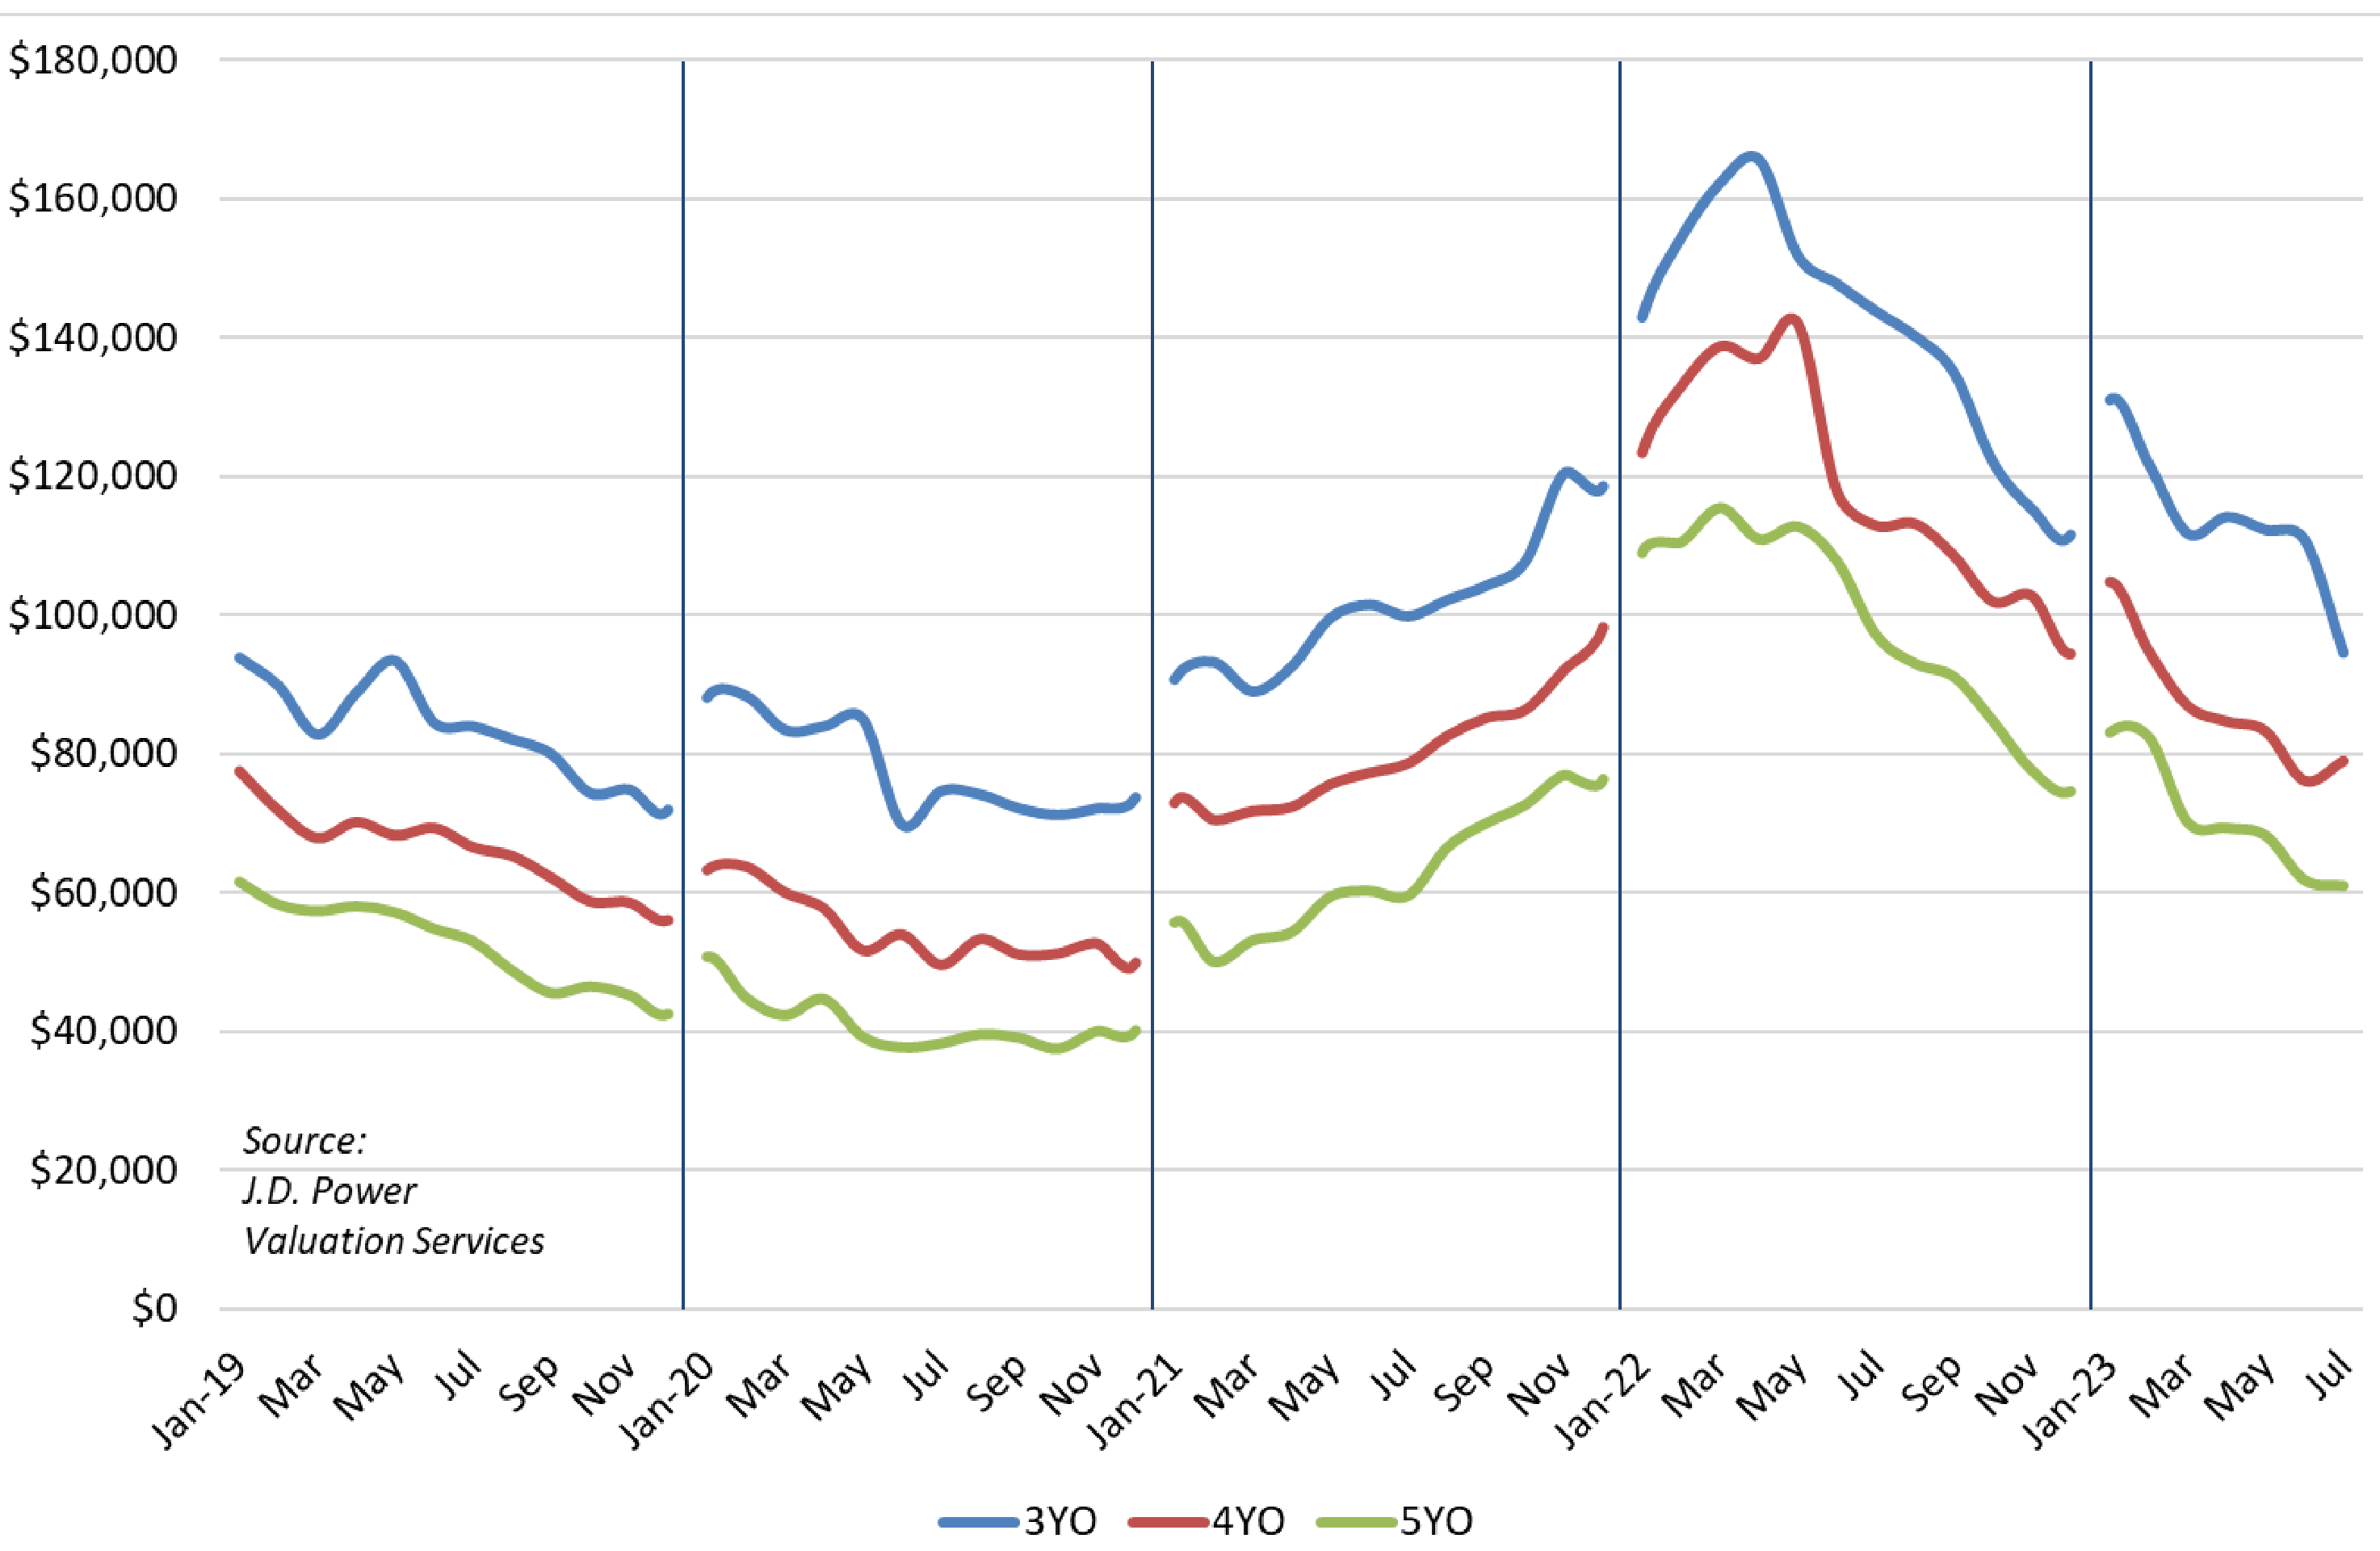 $180,000
$160,000
$140,000
$120,000
$100,000
$80,000
$60,000
$40,000
$20,000
$0
Source:
J.D. Power
Valuation Services
Jan-19 Mar May Jul Sep Nov Jan-20 Mar May Jul Sep Nov Jan-21 Mar May Jul Sep Nov Jan-22 Mar May Jul Sep Nov Jan-23 Mar May Jul
3YO 4YO 5YO